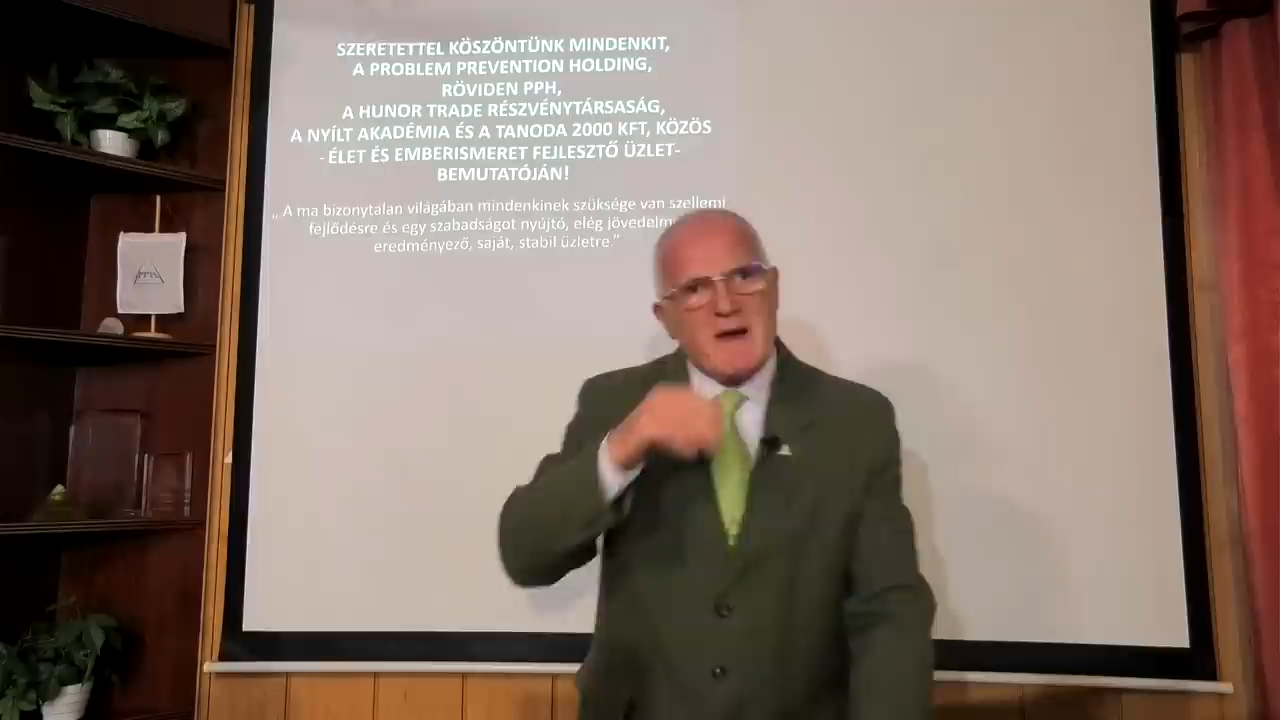 SZERETETTEL KÖSZÖNTÜNK MINDENKIT,
A PROBLEM PREVENTION HOLDING,
RÖVIDEN PPH,
A HUNOR TRADE RÉSZVÉNYTÁRSASÁG,
A NYÍLT AKADÉMIA ÉS A TANODA 2000 KFT, KÖZÖS
- ÉLET ÉS EMBERISMERET FEJLESZTŐ ÜZLET-
BEMUTATÓJÁN!
„ A ma bizonytalan világában mindenkinek szüksége van szellemi
fejlődésre és egy szabadságot nyújtó, elég
eredményező, saját, stabil üzletre."